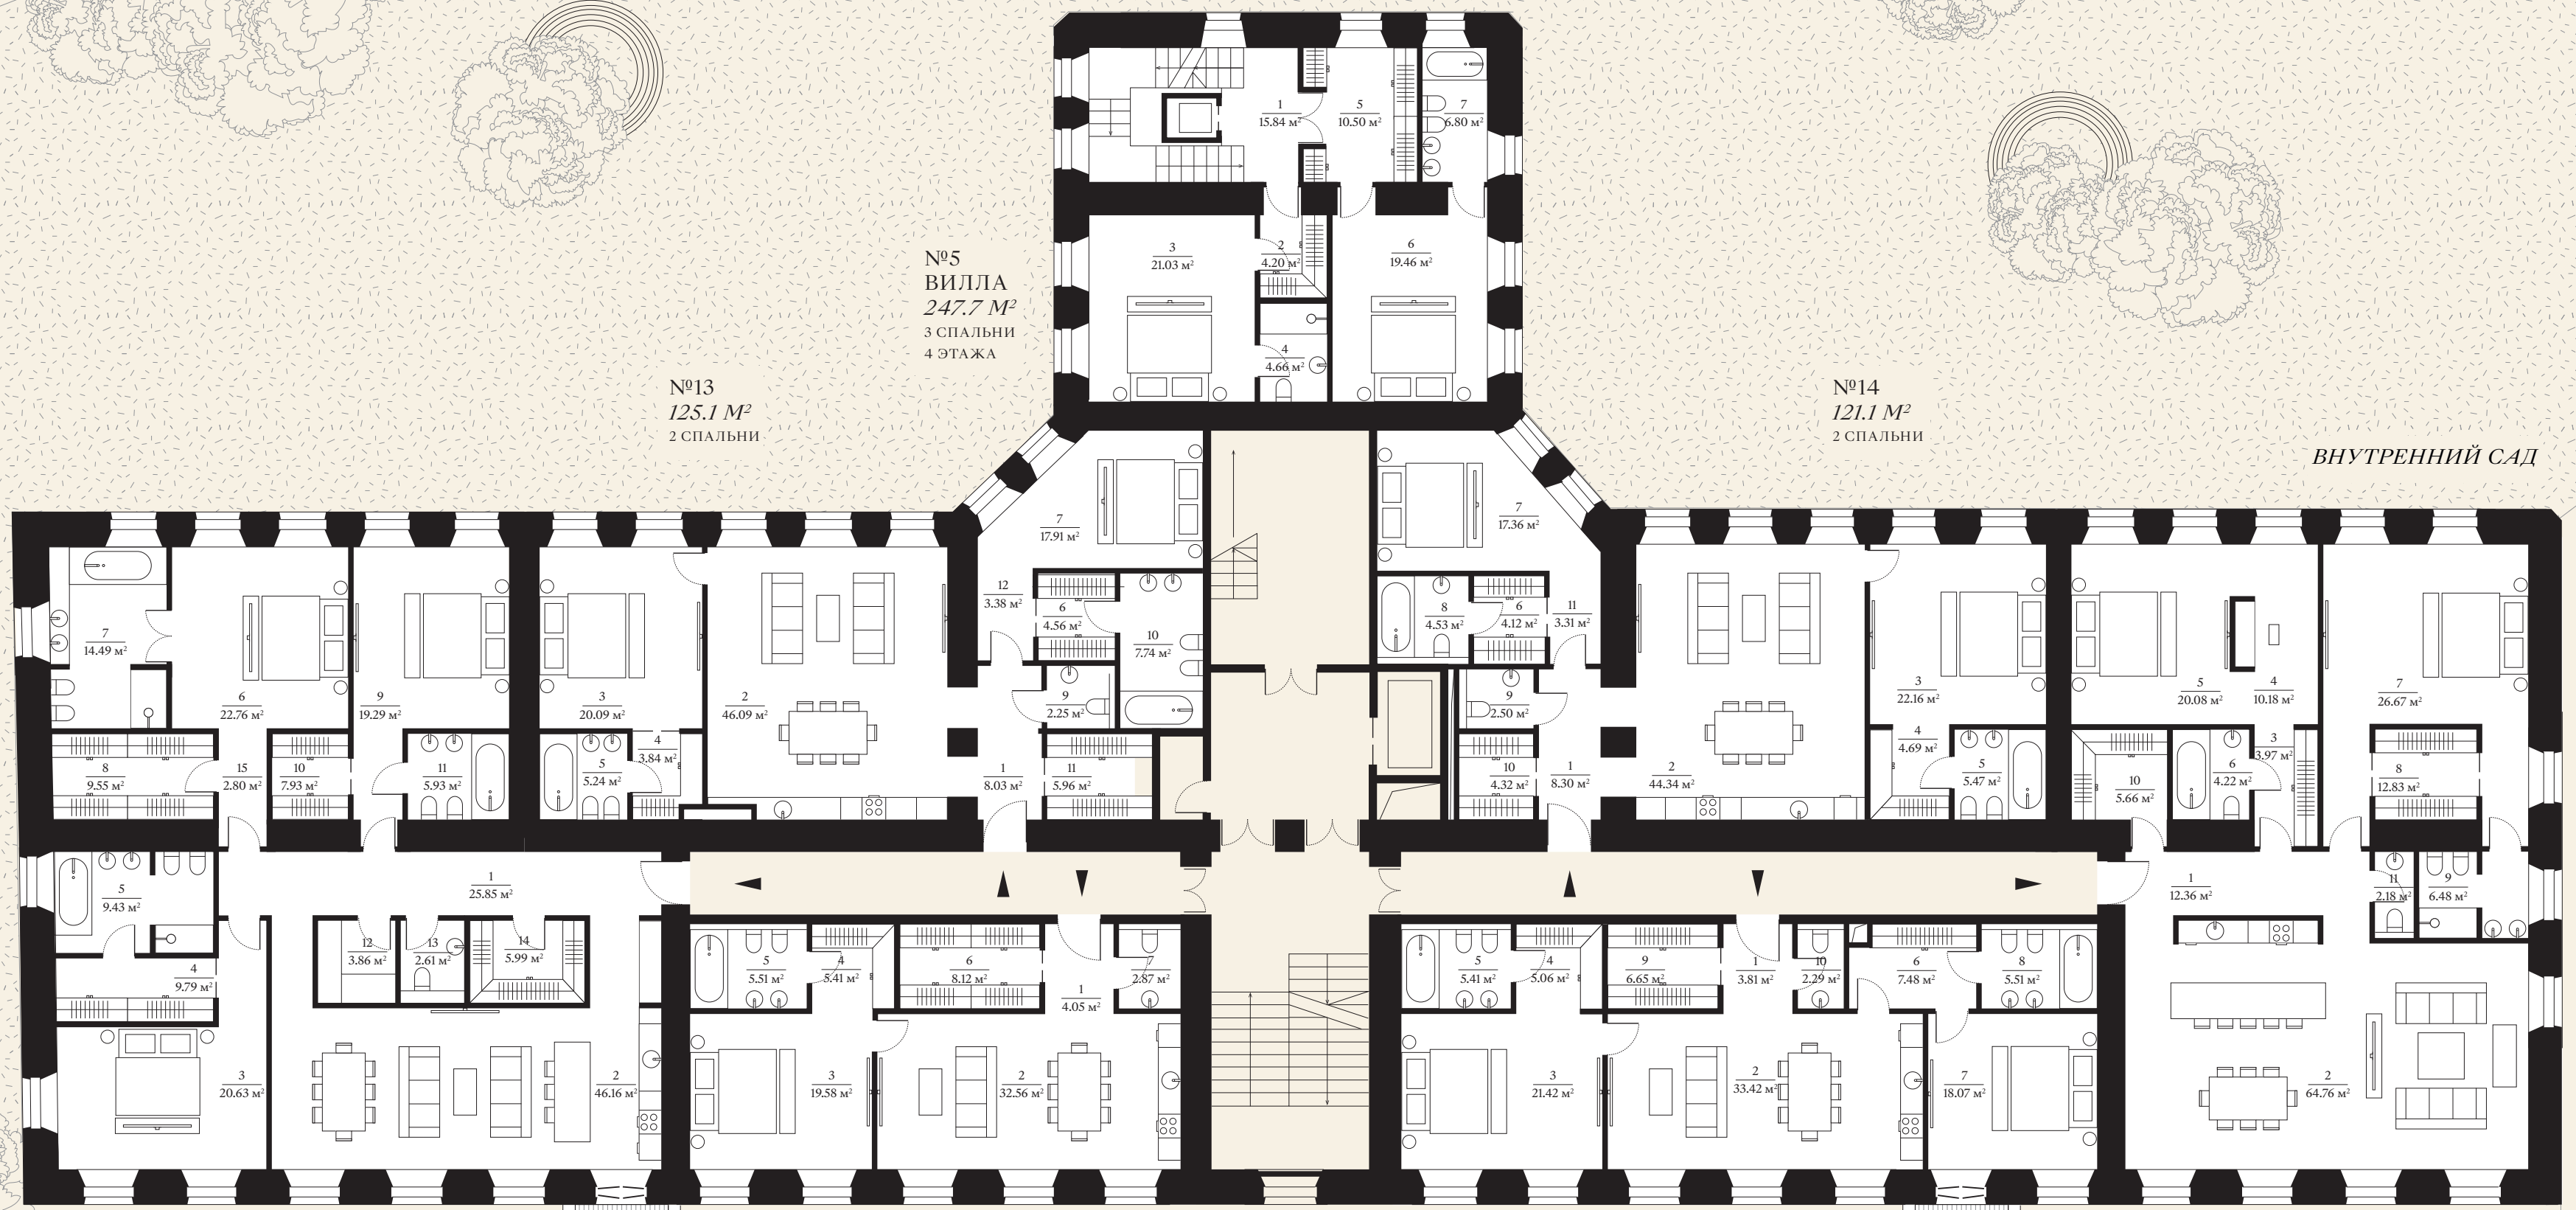 1
15.84 м²
5
10.50 м²
7
6.80 м²
3
21.03 м²
2
4.20 м²
6
19.46 м²
4
4.66 м²
№5
ВИЛЛА
247.7 М²
3 СПАЛЬНИ
4 ЭТАЖА
№13
125.1 М²
2 СПАЛЬНИ
№14
121.1 М²
2 СПАЛЬНИ
ВНУТРЕННИЙ САД
7
14.49 м²
6
22.76 м²
9
19.29 м²
8
9.55 м²
15
2.80 м²
10
7.93 м²
11
5.93 м²
5
9.43 м²
1
25.85 м²
4
9.79 м²
12
3.86 м²
13
2.61 м²
14
5.99 м²
3
20.63 м²
2
46.16 м²
3
20.09 м²
2
46.09 м²
4
3.84 м²
5
5.24 м²
7
17.91 м²
12
3.38 м²
6
4.56 м²
10
7.74 м²
9
2.25 м²
1
8.03 м²
11
5.96 м²
5
5.51 м²
4
5.41 м²
6
8.12 м²
7
2.87 м²
1
4.05 м²
3
19.58 м²
2
32.56 м²
7
17.36 м²
8
4.53 м²
6
4.12 м²
11
3.31 м²
9
2.50 м²
10
4.32 м²
1
8.30 м²
2
44.34 м²
3
22.16 м²
4
4.69 м²
5
5.47 м²
5
5.41 м²
4
5.06 м²
9
6.65 м²
1
3.81 м²
10
2.29 м²
6
7.48 м²
8
5.51 м²
3
21.42 м²
2
33.42 м²
7
18.07 м²
5
20.08 м²
4
10.18 м²
7
26.67 м²
3
3.97 м²
10
5.66 м²
6
4.22 м²
8
12.83 м²
1
12.36 м²
11
2.18 м²
9
6.48 м²
2
64.76 м²